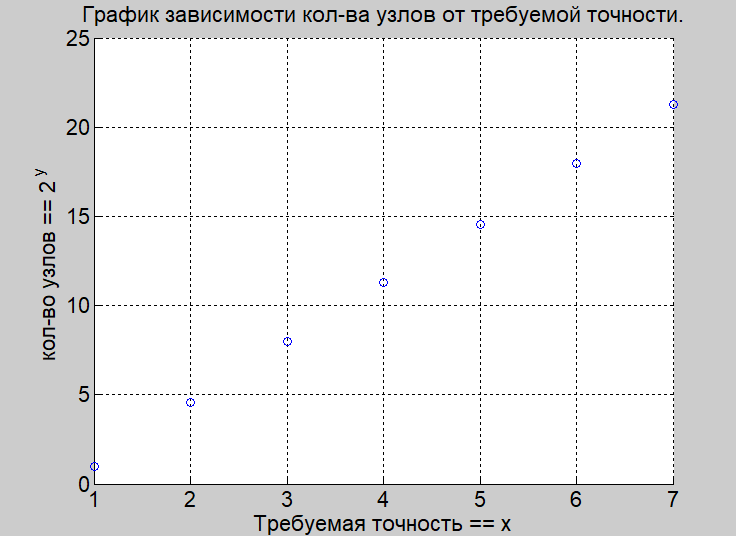 График зависимости кол-ва узлов от требуемой точности.
25
20
15
10
5
0
кол-во узлов == 2^y
1 2 3 4 5 6 7
Требуемая точность == x